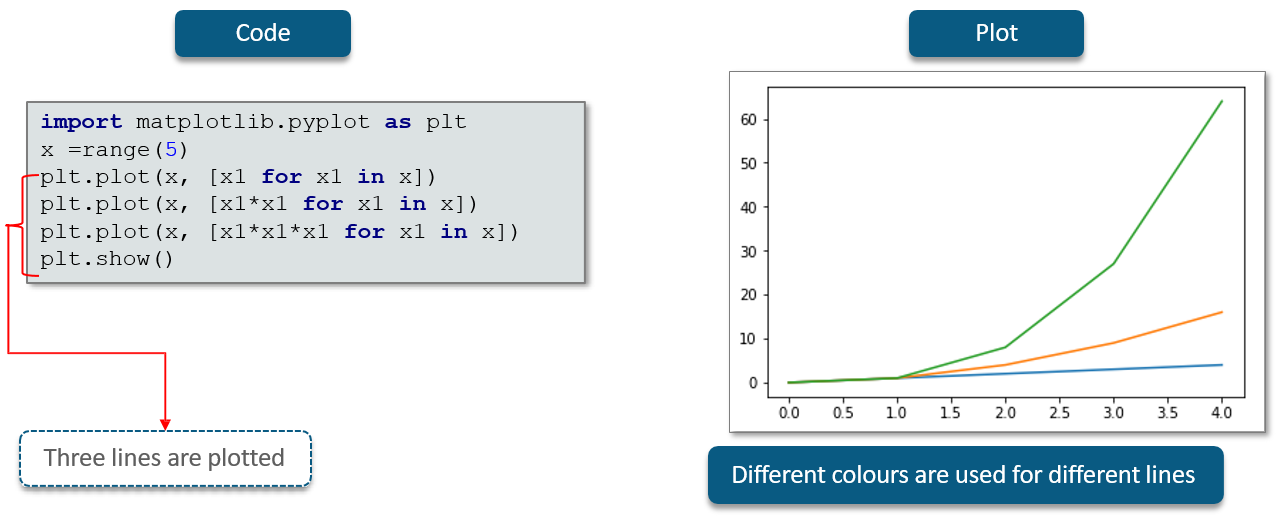 Code
import matplotlib.pyplot as plt
x =range(5)
plt.plot(x, [x1 for x1 in x])
plt.plot(x, [x1*x1 for x1 in x])
plt.plot(x, [x1*x1*x1 for x1 in x])
plt.show()
Three lines are plotted
Plot
60
50
40
30
20
10
0
0.0 0.5 1.0 1.5 2.0 2.5 3.0 3.5 4.0
Different colours are used for different lines